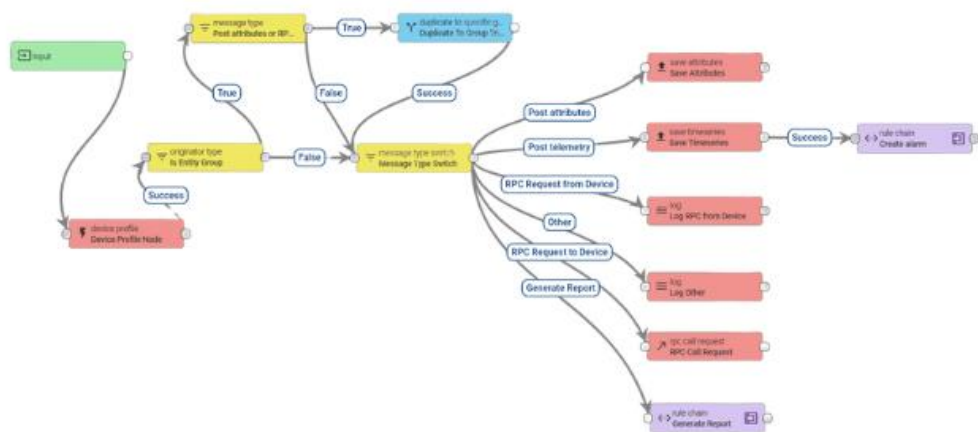 Input
device profile
Device Profile Node
Success
originator type
Is Entity Group
True
False
message type
Post attributes or RP...
True
False
duplicate to specific g...
Duplicate To Group Tri...
Success
message type switch
Message Type Switch
Post attributes
save attributes
Save Attributes
Post telemetry
save timeseries
Save Timeseries
Success
rule chain
Create alarm
RPC Request from Device
log
Log RPC from Device
Other
log
Log Other
RPC Request to Device
rpc call request
RPC Call Request
Generate Report
rule chain
Generate Report